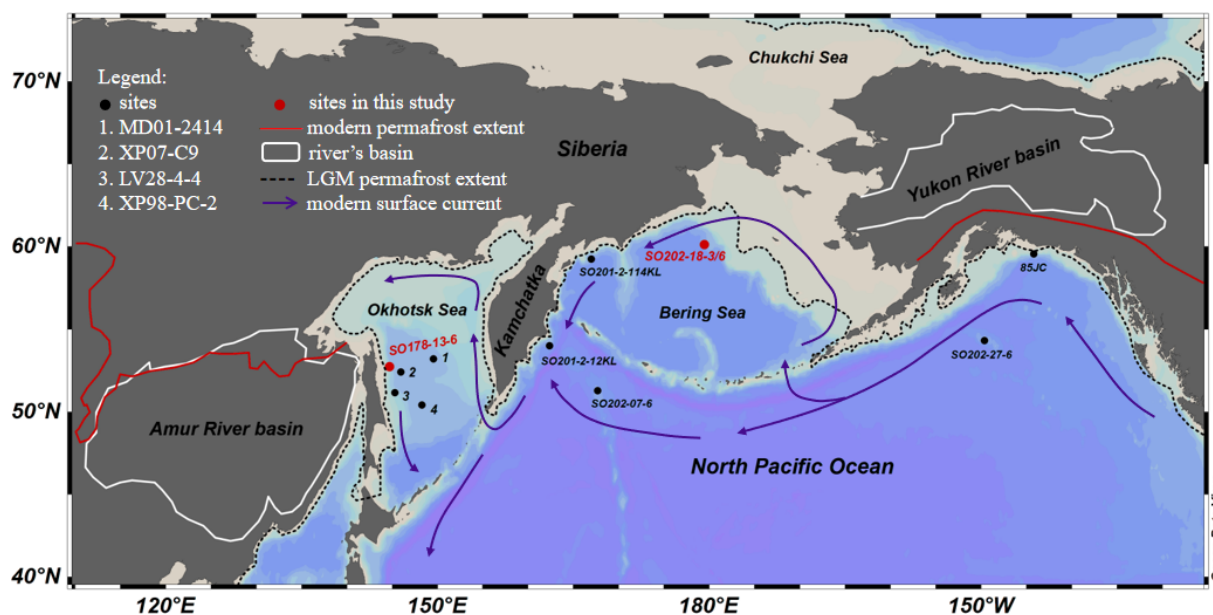 Chukchi Sea
70°N
Legend:
sites
sites in this study
1. MD01-2414
modern permafrost extent
2. XP07-C9
river's basin
3. LV28-4-4
LGM permafrost extent
4. XP98-PC-2
modern surface current
Siberia
Yukon River basin
60°N
SO202-18-3/6
SO201-2-114KL
85JC
Kamchatka
Okhotsk Sea
Bering Sea
SO178-13-6
1
2
3
4
SO201-2-12KL
SO202-27-6
SO202-07-6
50°N
Amur River basin
North Pacific Ocean
40°N
120°E
150°E
180°E
150°W